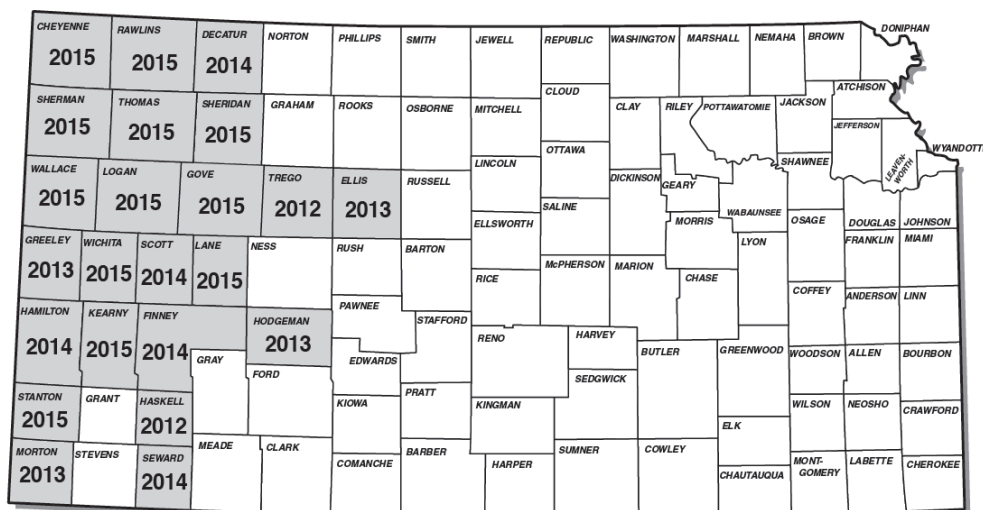 CHEYENNE
2015
RAWLINS
2015
DECATUR
2014
NORTON
PHILLIPS
SMITH
JEWELL
REPUBLIC
WASHINGTON
MARSHALL
NEMAHA
BROWN
DONIPHAN
SHERMAN
2015
THOMAS
2015
SHERIDAN
2015
GRAHAM
ROOKS
OSBORNE
MITCHELL
CLOUD
CLAY
RILEY
POTTAWATOMIE
JACKSON
ATCHISON
JEFFERSON
LEAVEN-
WORTH
WYANDOTT
WALLACE
2015
LOGAN
2015
GOVE
2015
TREGO
2012
ELLIS
2013
RUSSELL
LINCOLN
OTTAWA
DICKINSON
GEARY
WABAUNSEE
SHAWNEE
DOUGLAS
JOHNSON
GREELEY
2013
WICHITA
2015
SCOTT
2014
LANE
2015
NESS
RUSH
BARTON
ELLSWORTH
SALINE
MORRIS
LYON
OSAGE
FRANKLIN
MIAMI
HAMILTON
2014
KEARNY
2015
FINNEY
2014
HODGEMAN
2013
PAWNEE
STAFFORD
RICE
McPHERSON
MARION
CHASE
COFFEY
ANDERSON
LINN
GRAY
FORD
EDWARDS
RENO
HARVEY
SEDGWICK
BUTLER
GREENWOOD
WOODSON
ALLEN
BOURBON
STANTON
2015
GRANT
HASKELL
2012
KIOWA
PRATT
KINGMAN
ELK
WILSON
NEOSHO
CRAWFORD
MORTON
2013
STEVENS
SEWARD
2014
MEADE
CLARK
COMANCHE
BARBER
HARPER
SUMNER
COWLEY
CHAUTAUQUA
MONT-
GOMERY
LABETTE
CHEROKEE